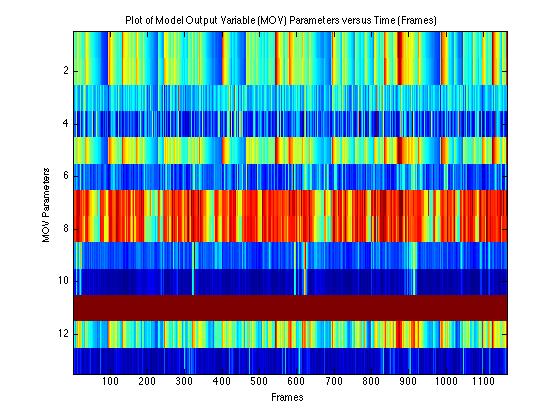 Plot of Model Output Variable (MOV) Parameters versus Time (Frames)
MOV Parameters
2
4
6
8
10
12
100 200 300 400 500 600 700 800 900 1000 1100
Frames